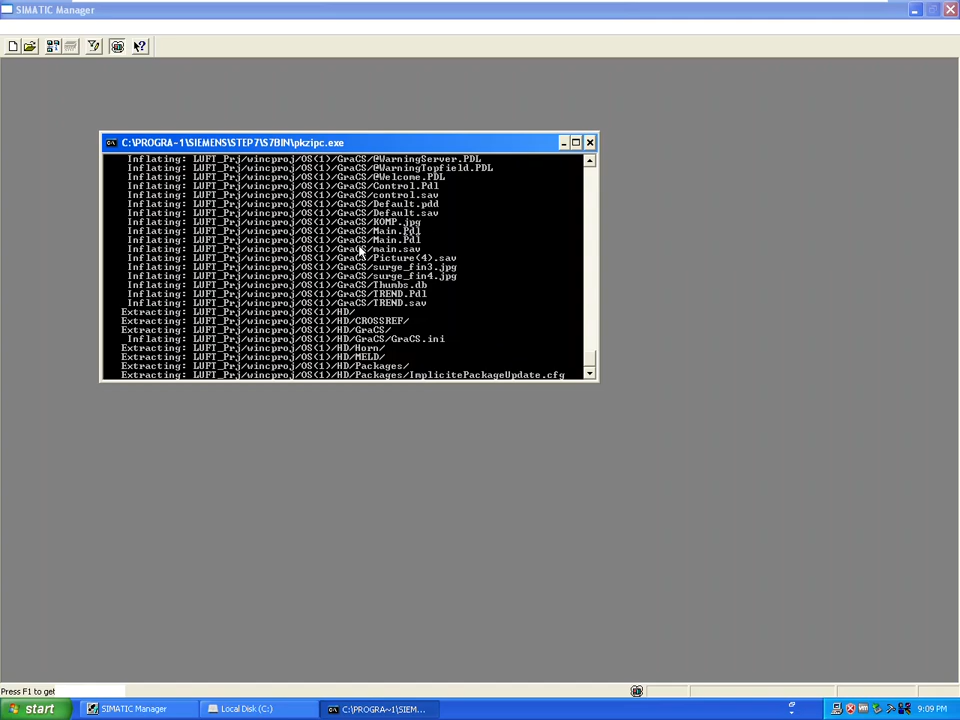 SIMATIC Manager
C:\PROGRA~1\SIEMENS\STEP7\S7BIN\pkzipc.exe
Inflating: LUFT_Prj/wincproj/OS(1)/GraCS/@WarningServer.PDL
Inflating: LUFT_Prj/wincproj/OS(1)/GraCS/@WarningTopfield.PDL
Inflating: LUFT_Prj/wincproj/OS(1)/GraCS/@Welcome.PDL
Inflating: LUFT_Prj/wincproj/OS(1)/GraCS/Control.Pdl
Inflating: LUFT_Prj/wincproj/OS(1)/GraCS/control.sav
Inflating: LUFT_Prj/wincproj/OS(1)/GraCS/Default.pdd
Inflating: LUFT_Prj/wincproj/OS(1)/GraCS/Default.sav
Inflating: LUFT_Prj/wincproj/OS(1)/GraCS/KOMP.jpg
Inflating: LUFT_Prj/wincproj/OS(1)/GraCS/Main.Pdl
Inflating: LUFT_Prj/wincproj/OS(1)/GraCS/Main.Pdl
Inflating: LUFT_Prj/wincproj/OS(1)/GraCS/main.sav
Inflating: LUFT_Prj/wincproj/OS(1)/GraCS/Picture(4).sav
Inflating: LUFT_Prj/wincproj/OS(1)/GraCS/surge_fin3.jpg
Inflating: LUFT_Prj/wincproj/OS(1)/GraCS/surge_fin4.jpg
Inflating: LUFT_Prj/wincproj/OS(1)/GraCS/Thumbs.db
Inflating: LUFT_Prj/wincproj/OS(1)/GraCS/TREND.Pdl
Inflating: LUFT_Prj/wincproj/OS(1)/GraCS/TREND.sav
Extracting: LUFT_Prj/wincproj/OS(1)/HD/
Extracting: LUFT_Prj/wincproj/OS(1)/HD/CROSSREF/
Extracting: LUFT_Prj/wincproj/OS(1)/HD/GraCS/
Inflating: LUFT_Prj/wincproj/OS(1)/HD/GraCS/GraCS.ini
Extracting: LUFT_Prj/wincproj/OS(1)/HD/Horn/
Extracting: LUFT_Prj/wincproj/OS(1)/HD/MELD/
Extracting: LUFT_Prj/wincproj/OS(1)/HD/Packages/
Extracting: LUFT_Prj/wincproj/OS(1)/HD/Packages/ImplicitePackageUpdate.cfg
Press F1 to get
start
SIMATIC Manager
Local Disk (C:)
C:\PROGRA~1\SIEM...
9:09 PM